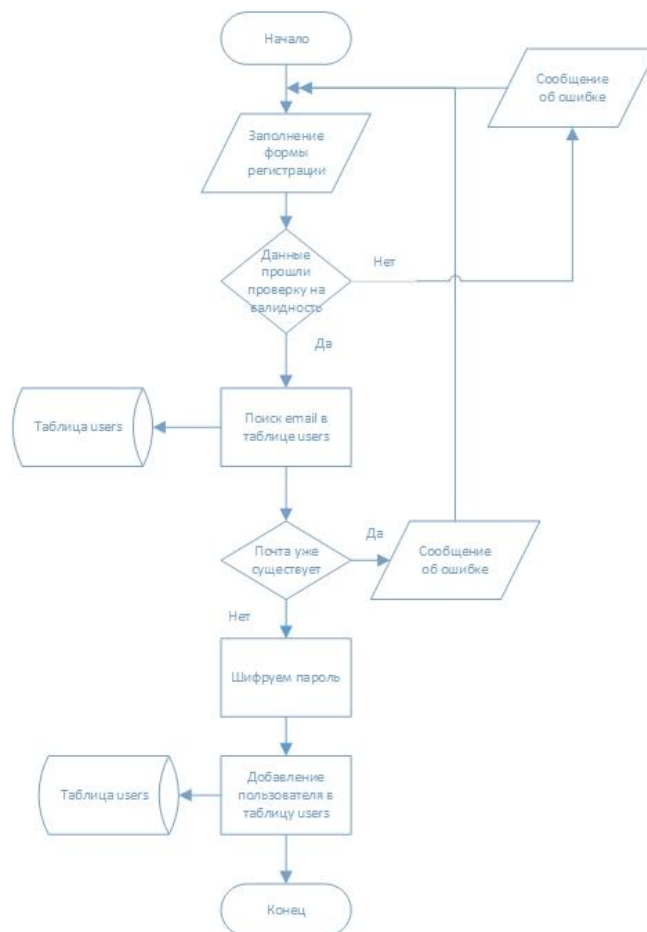 Начало
Сообщение
об ошибке
Заполнение
формы
регистрации
Данные
прошли
проверку на
валидность
Нет
Да
Таблица users
Поиск email в
таблице users
Почта уже
существует
Да
Сообщение
об ошибке
Нет
Шифруем пароль
Таблица users
Добавление
пользователя в
таблицу users
Конец